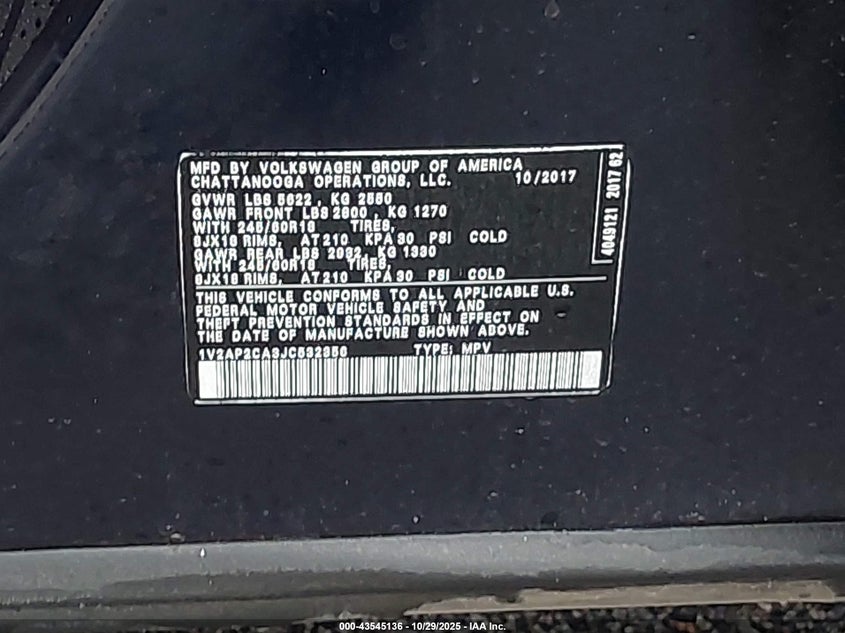 MFD BY VOLKSWAGEN GROUP OF AMERICA
CHATTANOOGA OPERATIONS, LLC. 10/2017
GVWR LBS 5622 , KG 2550
GAWR FRONT LBS 2800 , KG 1270
WITH 245/60R18 TIRES,
8JX18 RIMS, AT 210 KPA 30 PSI COLD
GAWR REAR LBS 2932, KG 1330
WITH 245/60R18 TIRES,
8JX18 RIMS, AT 210 KPA 30 PSI COLD
THIS VEHICLE CONFORMS TO ALL APPLICABLE U.S.
FEDERAL MOTOR VEHICLE SAFETY AND
THEFT PREVENTION STANDARDS IN EFFECT ON
THE DATE OF MANUFACTURE SHOWN ABOVE.
1V2AP2CA3JC532356 TYPE: MPV
4049121 2017 62
000-43545136 - 10/29/2025 - IAA Inc.